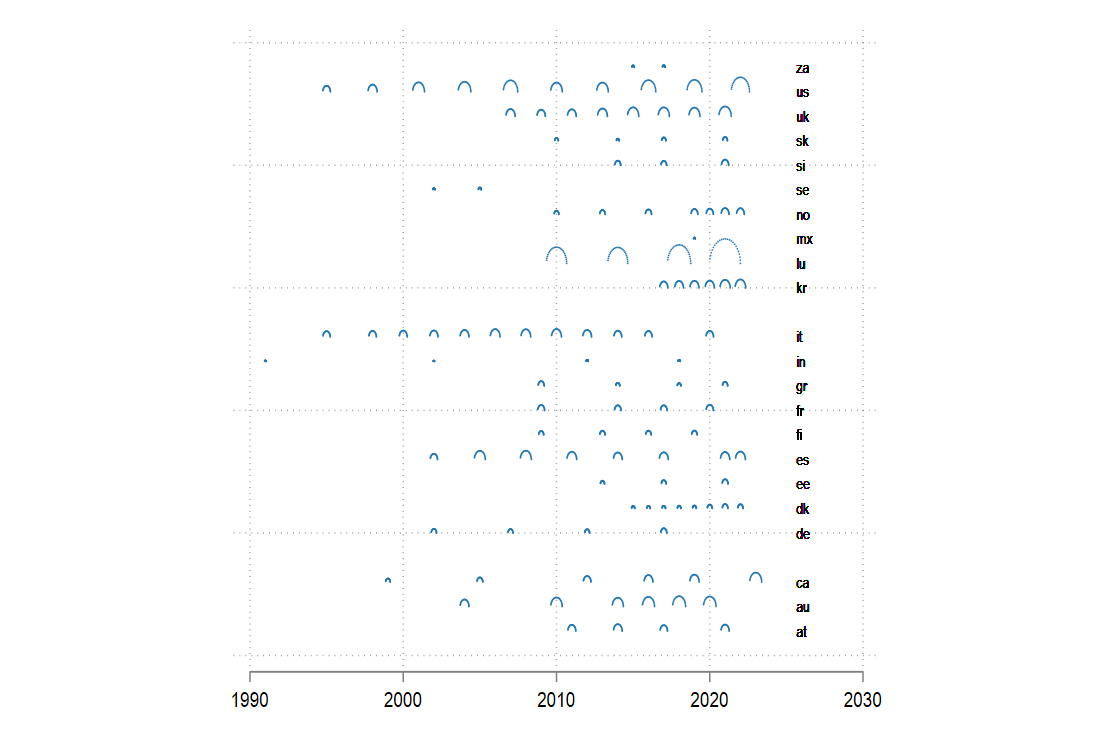 za
us
uk
sk
si
se
no
mx
lu
kr
it
in
gr
fr
fi
es
ee
dk
de
ca
au
at
1990 2000 2010 2020 2030